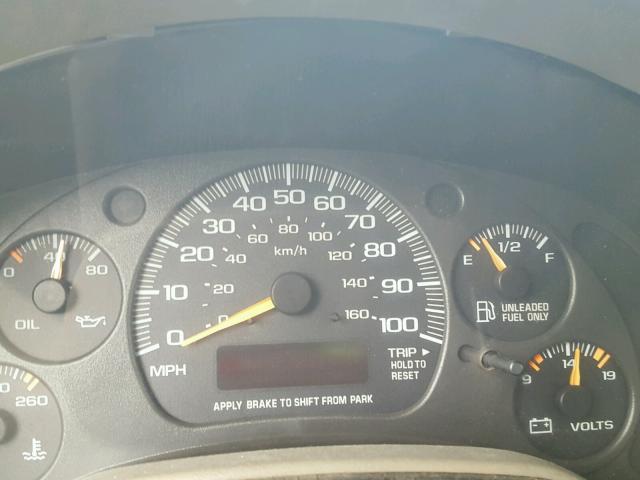 0 40 80
OIL
260
0 10 20 30 40 50 60 70 80 90 100
0 20 40 60 80 100 120 140 160
km/h
MPH
TRIP ►
HOLD TO
RESET
APPLY BRAKE TO SHIFT FROM PARK
E 1/2 F
UNLEADED
FUEL ONLY
9 14 19
VOLTS